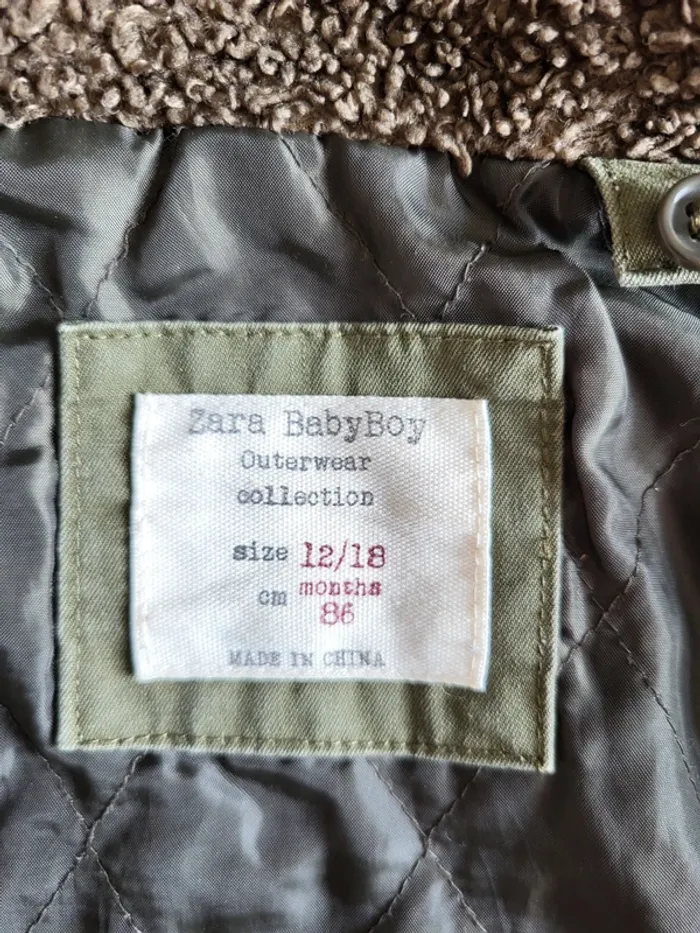 Zara BabyBoy
Outerwear
collection
size 12/18
months
cm 86
MADE IN CHINA